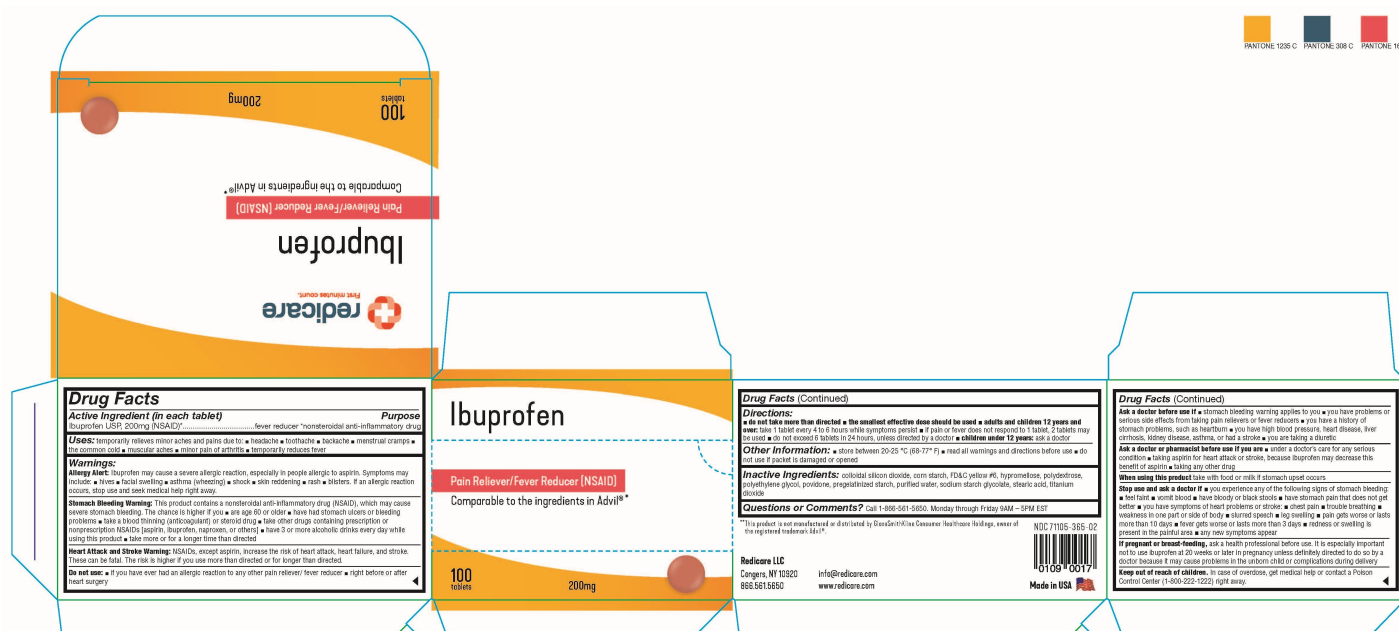 PANTONE 1235 C PANTONE 308 C PANTONE 16
100
tablets
200mg
Comparable to the ingredients in Advil®*
Pain Reliever/Fever Reducer [NSAID]
Ibuprofen
First minutes count.
redicare
Drug Facts
Active Ingredient (in each tablet) Purpose
Ibuprofen USP, 200mg (NSAID)*..............................fever reducer *nonsteroidal anti-inflammatory drug
Uses: temporarily relieves minor aches and pains due to: ■ headache ■ toothache ■ backache ■ menstrual cramps ■
the common cold ■ muscular aches ■ minor pain of arthritis ■ temporarily reduces fever
Warnings:
Allergy Alert: Ibuprofen may cause a severe allergic reaction, especially in people allergic to aspirin. Symptoms may
include: ■ hives ■ facial swelling ■ asthma (wheezing) ■ shock ■ skin reddening ■ rash ■ blisters. If an allergic reaction
occurs, stop use and seek medical help right away.
Stomach Bleeding Warning: This product contains a nonsteroidal anti-inflammatory drug (NSAID), which may cause
severe stomach bleeding. The chance is higher if you ■ are age 60 or older ■ have had stomach ulcers or bleeding
problems ■ take a blood thinning (anticoagulant) or steroid drug ■ take other drugs containing prescription or
nonprescription NSAIDs [aspirin, ibuprofen, naproxen, or others] ■ have 3 or more alcoholic drinks every day while
using this product ■ take more or for a longer time than directed
Heart Attack and Stroke Warning: NSAIDs, except aspirin, increase the risk of heart attack, heart failure, and stroke.
These can be fatal. The risk is higher if you use more than directed or for longer than directed.
Do not use: ■ if you have ever had an allergic reaction to any other pain reliever/ fever reducer ■ right before or after
heart surgery
Ibuprofen
Pain Reliever/Fever Reducer [NSAID]
Comparable to the ingredients in Advil®*
100
tablets
200mg
Drug Facts (Continued)
Directions:
■ do not take more than directed ■ the smallest effective dose should be used ■ adults and children 12 years and
over: take 1 tablet every 4 to 6 hours while symptoms persist ■ if pain or fever does not respond to 1 tablet, 2 tablets may
be used ■ do not exceed 6 tablets in 24 hours, unless directed by a doctor ■ children under 12 years: ask a doctor
Other Information: ■ store between 20-25 °C (68-77° F) ■ read all warnings and directions before use ■ do
not use if packet is damaged or opened
Inactive Ingredients: colloidal silicon dioxide, corn starch, FD&C yellow #6, hypromellose, polydextrose,
polyethylene glycol, povidone, pregelatinized starch, purified water, sodium starch glycolate, stearic acid, titanium
dioxide
Questions or Comments? Call 1-866-561-5650. Monday through Friday 9AM – 5PM EST
**This product is not manufactured or distributed by GlaxoSmithKline Consumer Healthcare Holdings, owner of
the registered trademark Advil®.
NDC 71105-365-02
0109 0017
Redicare LLC
Congers, NY 10920 info@redicare.com
866.561.5650 www.redicare.com
Made in USA
Drug Facts (Continued)
Ask a doctor before use if ■ stomach bleeding warning applies to you ■ you have problems or
serious side effects from taking pain relievers or fever reducers ■ you have a history of
stomach problems, such as heartburn ■ you have high blood pressure, heart disease, liver
cirrhosis, kidney disease, asthma, or had a stroke ■ you are taking a diuretic
Ask a doctor or pharmacist before use if you are ■ under a doctor's care for any serious
condition ■ taking aspirin for heart attack or stroke, because ibuprofen may decrease this
benefit of aspirin ■ taking any other drug
When using this product take with food or milk if stomach upset occurs
Stop use and ask a doctor if ■ you experience any of the following signs of stomach bleeding:
■ feel faint ■ vomit blood ■ have bloody or black stools ■ have stomach pain that does not get
better ■ you have symptoms of heart problems or stroke: ■ chest pain ■ trouble breathing ■
weakness in one part or side of body ■ slurred speech ■ leg swelling ■ pain gets worse or lasts
more than 10 days ■ fever gets worse or lasts more than 3 days ■ redness or swelling is
present in the painful area ■ any new symptoms appear
If pregnant or breast-feeding, ask a health professional before use. It is especially important
not to use ibuprofen at 20 weeks or later in pregnancy unless definitely directed to do so by a
doctor because it may cause problems in the unborn child or complications during delivery
Keep out of reach of children. In case of overdose, get medical help or contact a Poison
Control Center (1-800-222-1222) right away.